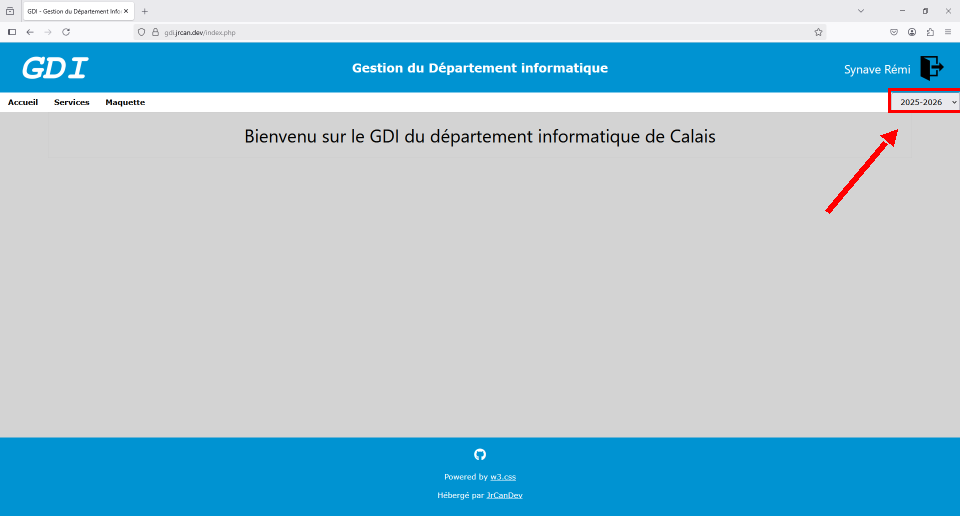 GDI - Gestion du Département Info
gdi.jrcan.dev/index.php
GDI
Gestion du Département informatique
Synave Rémi
Accueil Services Maquette
2025-2026
Bienvenu sur le GDI du département informatique de Calais
Powered by w3.css
Hébergé par JrCanDev